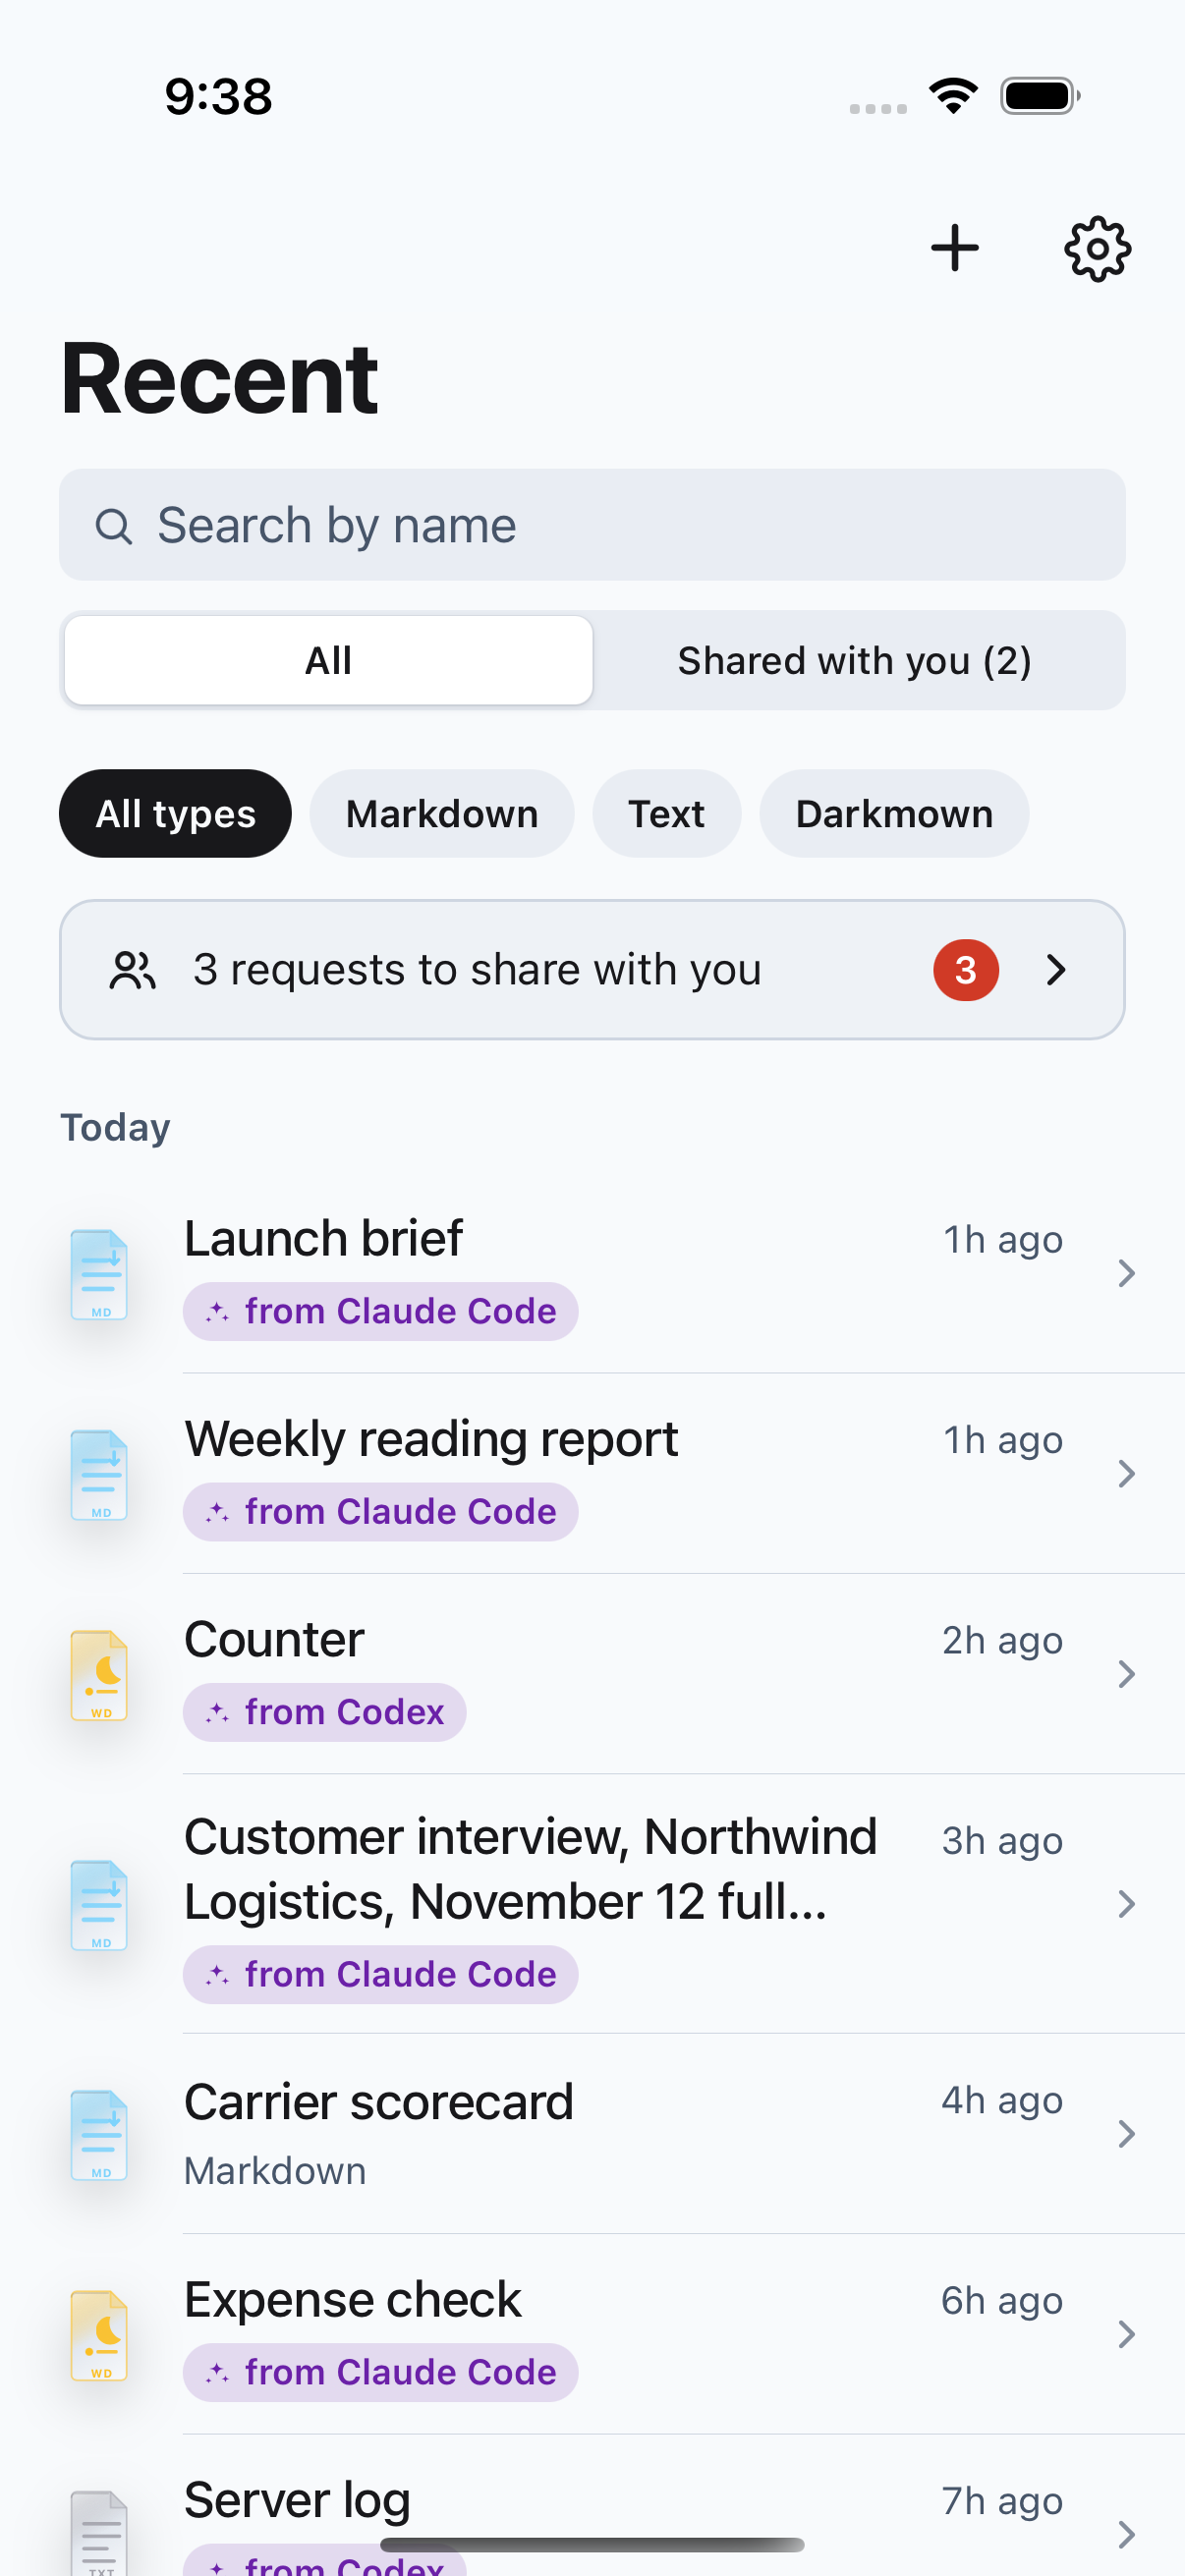 9:38
Recent
Search by name
All
Shared with you (2)
All types
Markdown
Text
Darkmown
3 requests to share with you
3
Today
Launch brief
1h ago
from Claude Code
MD
Weekly reading report
1h ago
from Claude Code
MD
Counter
2h ago
from Codex
WD
Customer interview, Northwind
3h ago
Logistics, November 12 full...
from Claude Code
MD
Carrier scorecard
4h ago
Markdown
MD
Expense check
6h ago
from Claude Code
WD
Server log
7h ago
from Codex
TXT